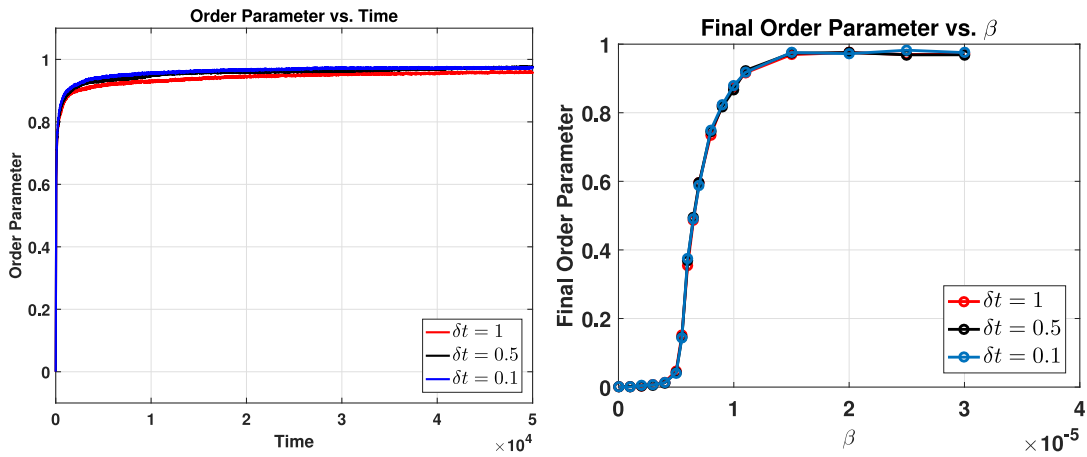 Order Parameter vs. Time
Order Parameter
1
0.8
0.6
0.4
0.2
0
0
1
2
3
4
5
×10⁴
Time
δt = 1
δt = 0.5
δt = 0.1
Final Order Parameter vs. β
Final Order Parameter
1
0.8
0.6
0.4
0.2
0
0
1
2
3
4
×10⁻⁵
β
δt = 1
δt = 0.5
δt = 0.1